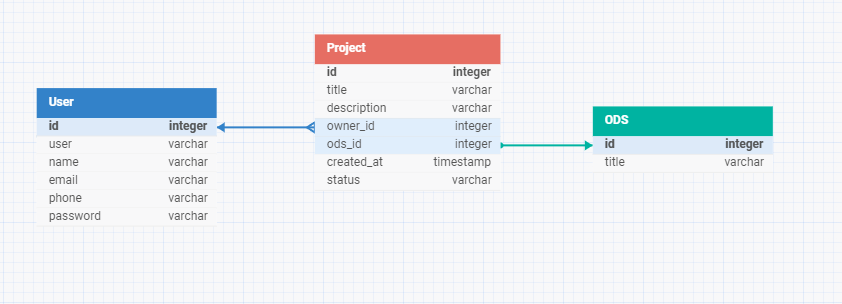 User
id integer
user varchar
name varchar
email varchar
phone varchar
password varchar
Project
id integer
title varchar
description varchar
owner_id integer
ods_id integer
created_at timestamp
status varchar
ODS
id integer
title varchar